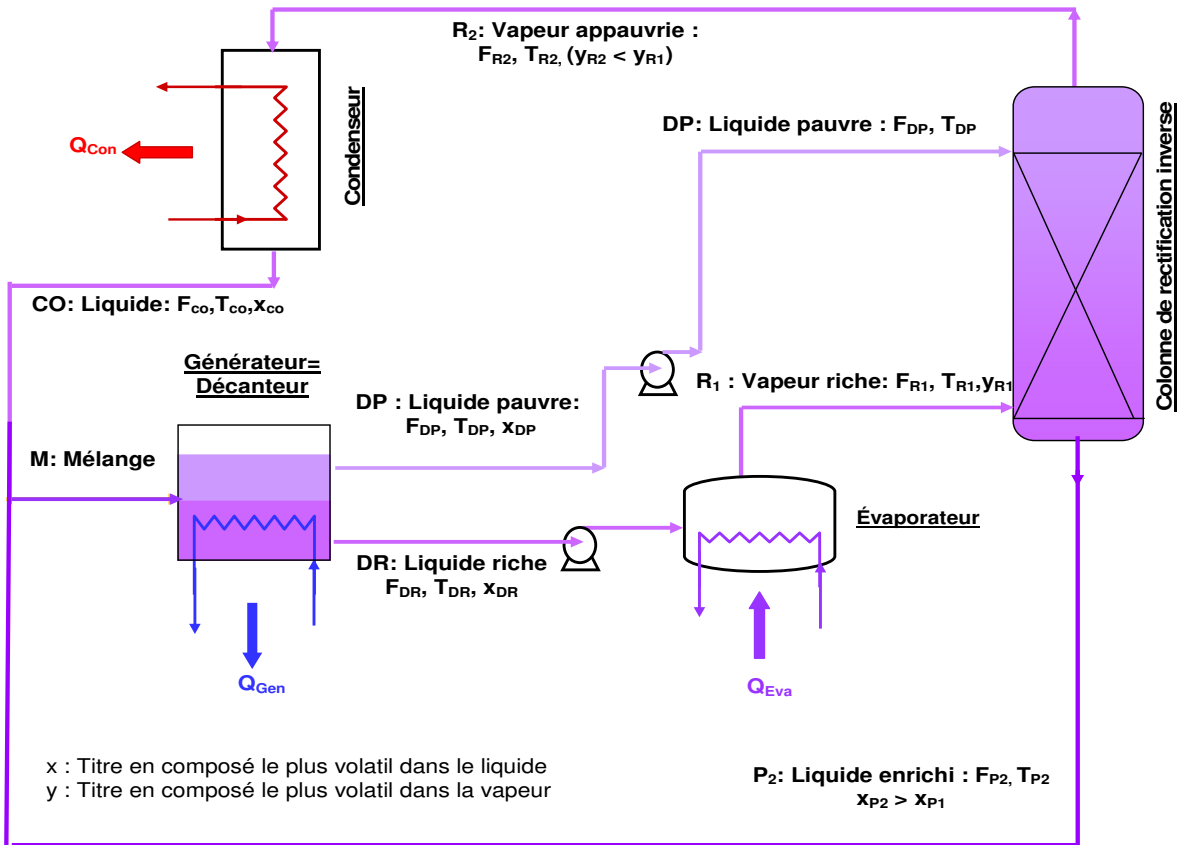 R2: Vapeur appauvrie :
FR2, TR2, (yR2 < yR1)
Condenseur
QCon
DP: Liquide pauvre : FDP, TDP
Colonne de rectification inverse
CO: Liquide: Fco,Tco,xco
Générateur=
Décanteur
DP : Liquide pauvre:
FDP, TDP, xDP
R1 : Vapeur riche: FR1, TR1,yR1
M: Mélange
Évaporateur
DR: Liquide riche
FDR, TDR, xDR
QGen
QEva
x : Titre en composé le plus volatil dans le liquide
y : Titre en composé le plus volatil dans la vapeur
P2: Liquide enrichi : FP2, TP2
xP2 > xP1